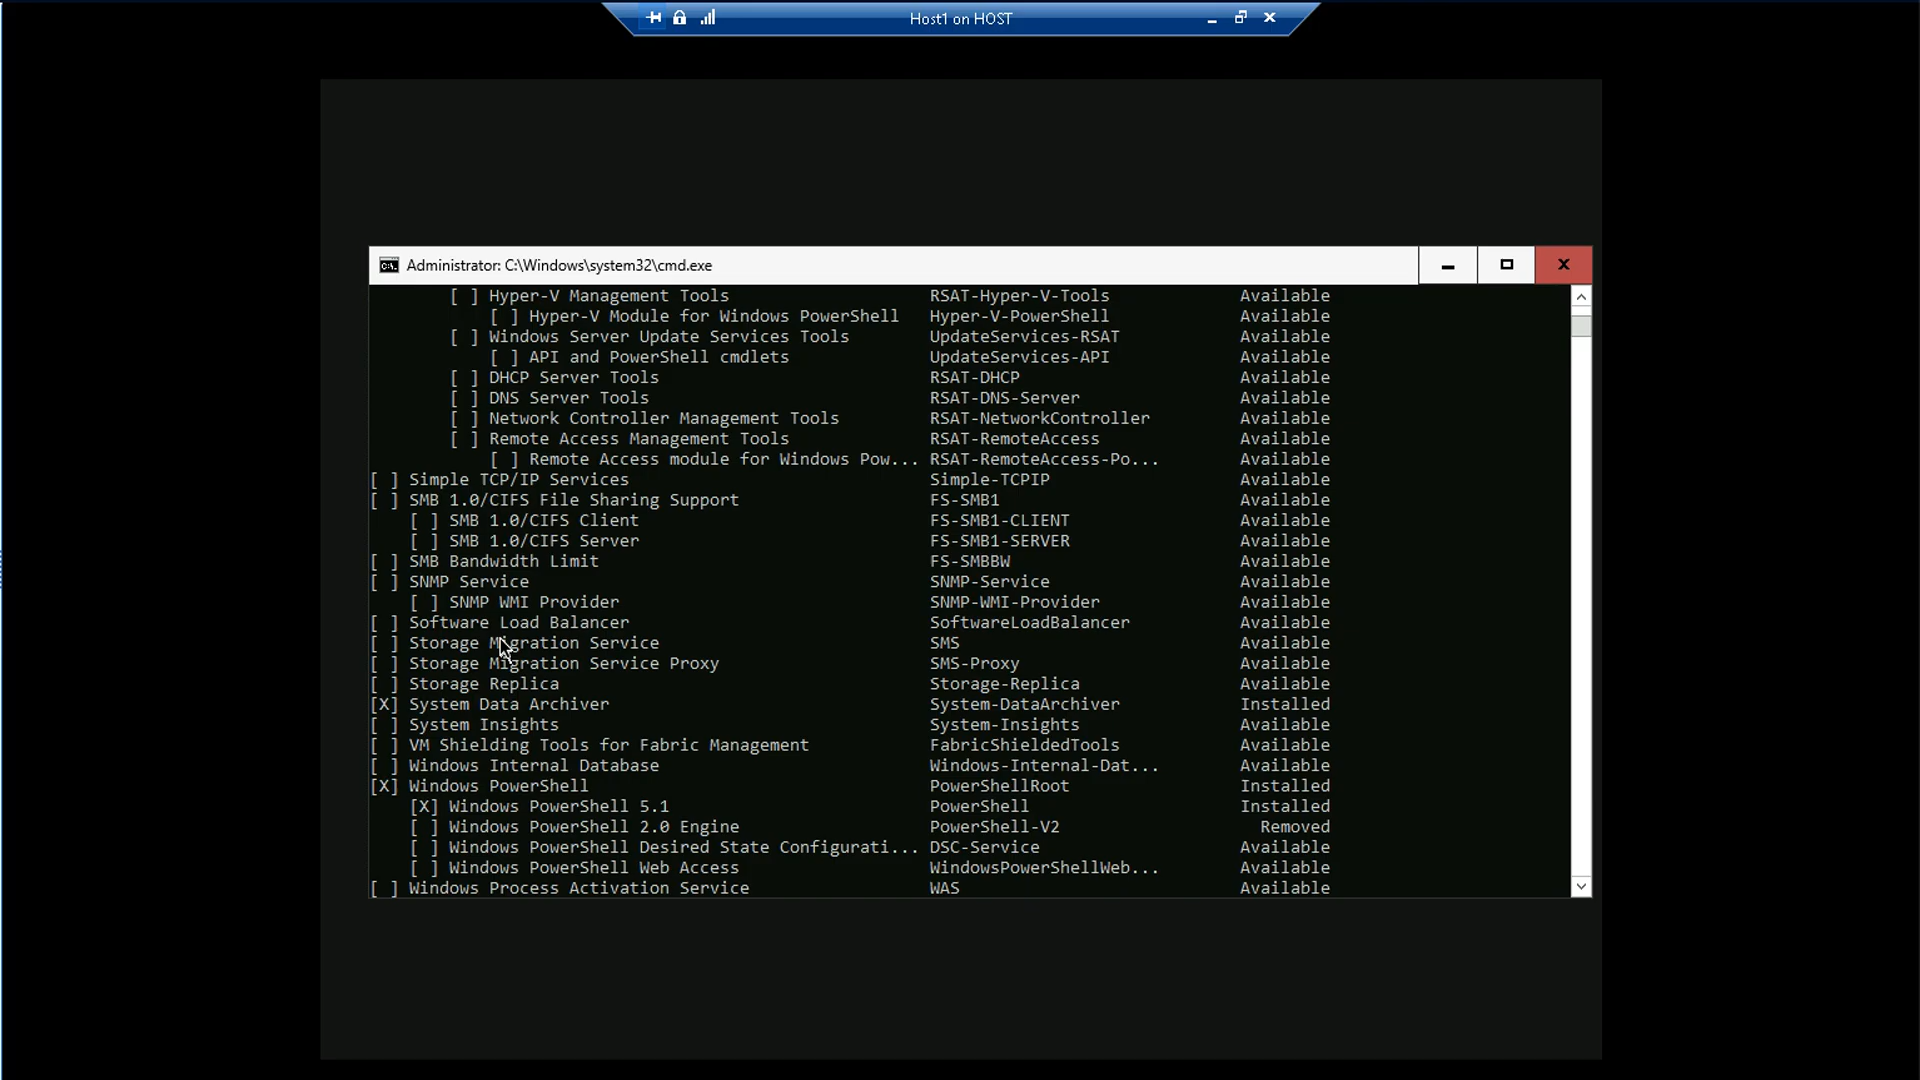 Host1 on HOST
Administrator: C:\Windows\system32\cmd.exe
[ ] Hyper-V Management Tools RSAT-Hyper-V-Tools Available
[ ] Hyper-V Module for Windows PowerShell Hyper-V-PowerShell Available
[ ] Windows Server Update Services Tools UpdateServices-RSAT Available
[ ] API and PowerShell cmdlets UpdateServices-API Available
[ ] DHCP Server Tools RSAT-DHCP Available
[ ] DNS Server Tools RSAT-DNS-Server Available
[ ] Network Controller Management Tools RSAT-NetworkController Available
[ ] Remote Access Management Tools RSAT-RemoteAccess Available
[ ] Remote Access module for Windows Pow... RSAT-RemoteAccess-Po... Available
[ ] Simple TCP/IP Services Simple-TCPIP Available
[ ] SMB 1.0/CIFS File Sharing Support FS-SMB1 Available
[ ] SMB 1.0/CIFS Client FS-SMB1-CLIENT Available
[ ] SMB 1.0/CIFS Server FS-SMB1-SERVER Available
[ ] SMB Bandwidth Limit FS-SMBBW Available
[ ] SNMP Service SNMP-Service Available
[ ] SNMP WMI Provider SNMP-WMI-Provider Available
[ ] Software Load Balancer SoftwareLoadBalancer Available
[ ] Storage Migration Service SMS Available
[ ] Storage Migration Service Proxy SMS-Proxy Available
[ ] Storage Replica Storage-Replica Available
[X] System Data Archiver System-DataArchiver Installed
[ ] System Insights System-Insights Available
[ ] VM Shielding Tools for Fabric Management FabricShieldedTools Available
[ ] Windows Internal Database Windows-Internal-Dat... Available
[X] Windows PowerShell PowerShellRoot Installed
[X] Windows PowerShell 5.1 PowerShell Installed
[ ] Windows PowerShell 2.0 Engine PowerShell-V2 Removed
[ ] Windows PowerShell Desired State Configurati... DSC-Service Available
[ ] Windows PowerShell Web Access WindowsPowerShellWeb... Available
[ ] Windows Process Activation Service WAS Available